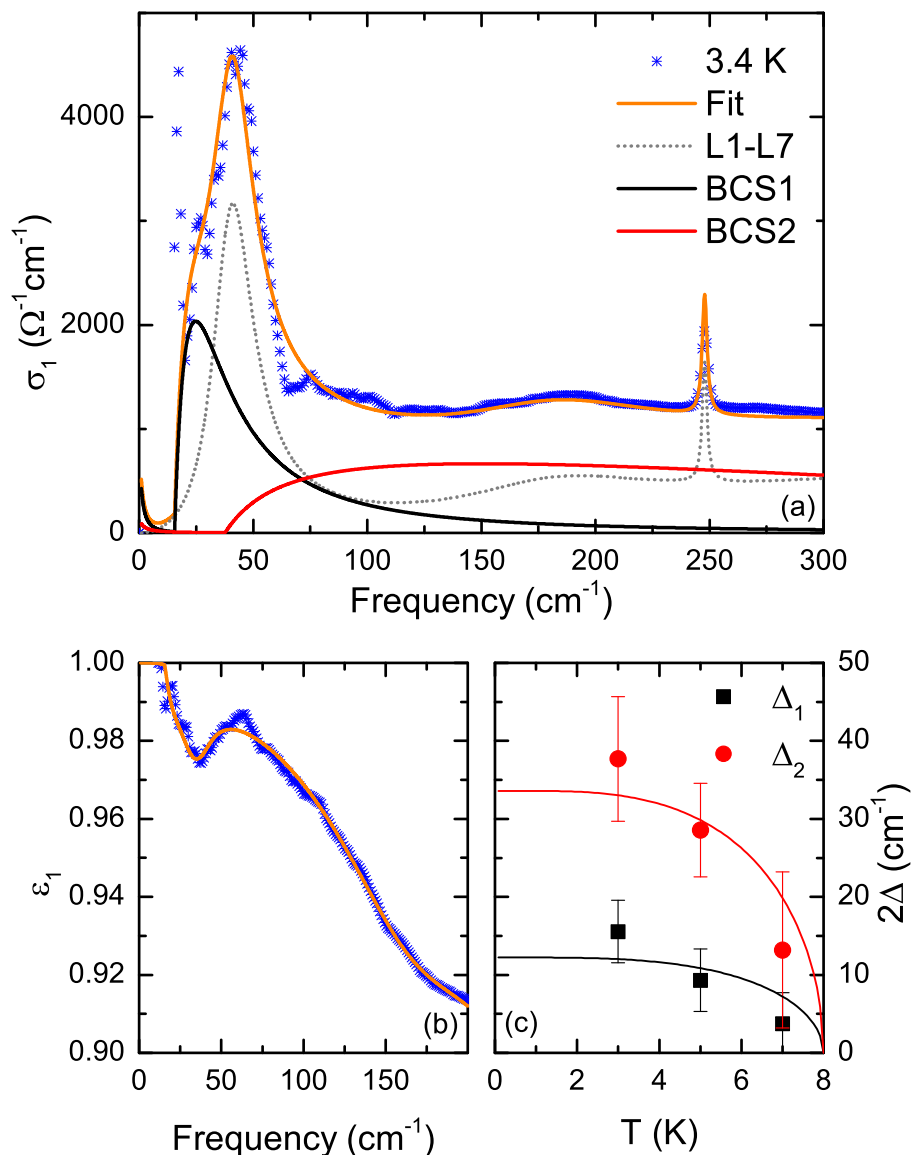 4000
2000
0
σ1 (Ω-1cm-1)
3.4 K
Fit
L1-L7
BCS1
BCS2
(a)
0 50 100 150 200 250 300
Frequency (cm-1)
1.00
0.98
0.96
0.94
0.92
0.90
ε1
(b)
0 50 100 150
Frequency (cm-1)
Δ1
Δ2
(c)
50
40
30
20
10
0
2Δ (cm-1)
0 2 4 6 8
T (K)